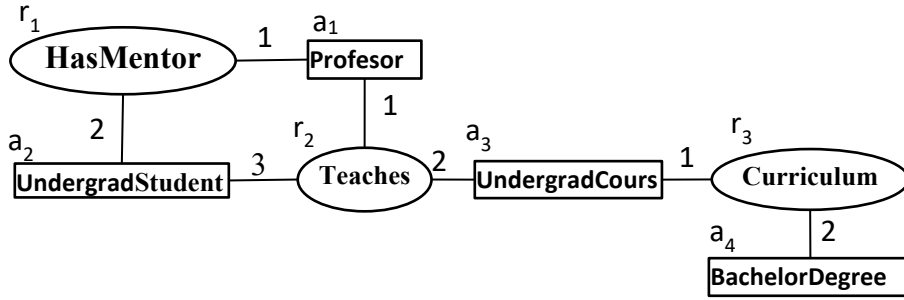 r1
HasMentor
1
a1
Profesor
2
1
a2
UndergradStudent
3
r2
Teaches
2
a3
UndergradCours
1
r3
Curriculum
2
a4
BachelorDegree